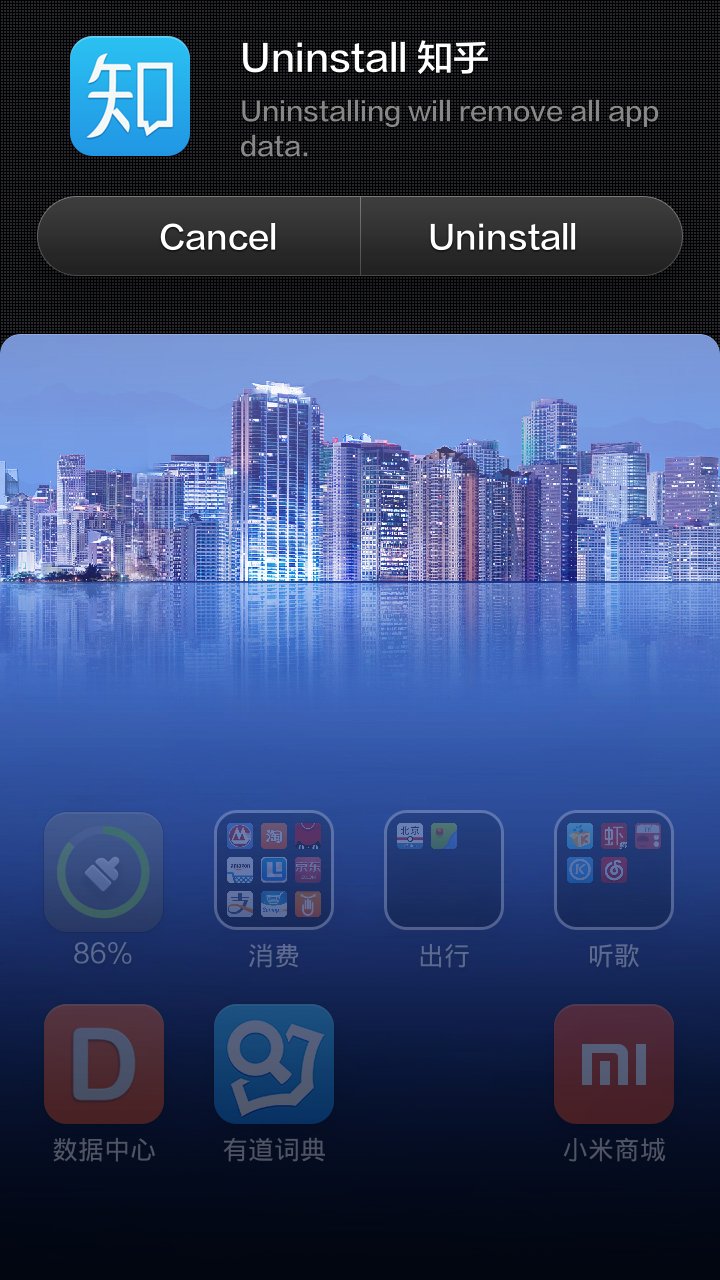 知
Uninstall 知乎
Uninstalling will remove all app
data.
Cancel
Uninstall
淘
北京
虾
amazon
京东
支
86%
消费
出行
听歌
D
数据中心
有道词典
mi
小米商城